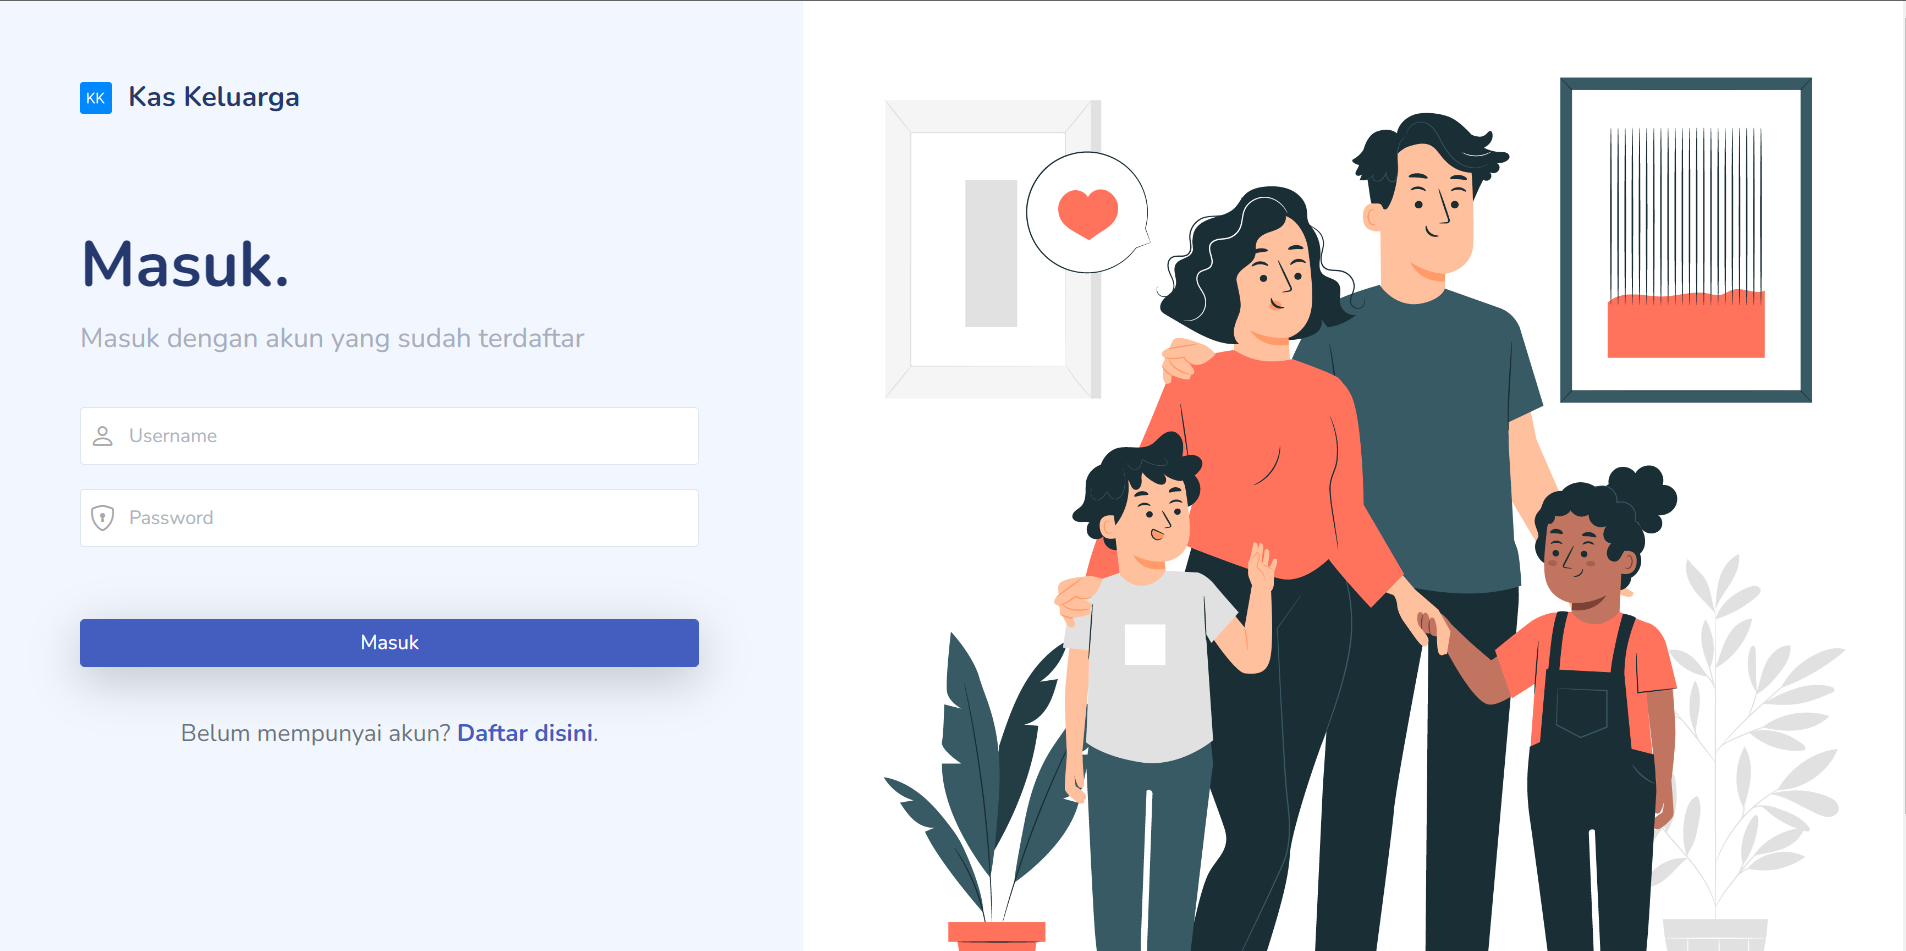 KK Kas Keluarga
Masuk.
Masuk dengan akun yang sudah terdaftar
Username
Password
Masuk
Belum mempunyai akun? Daftar disini.